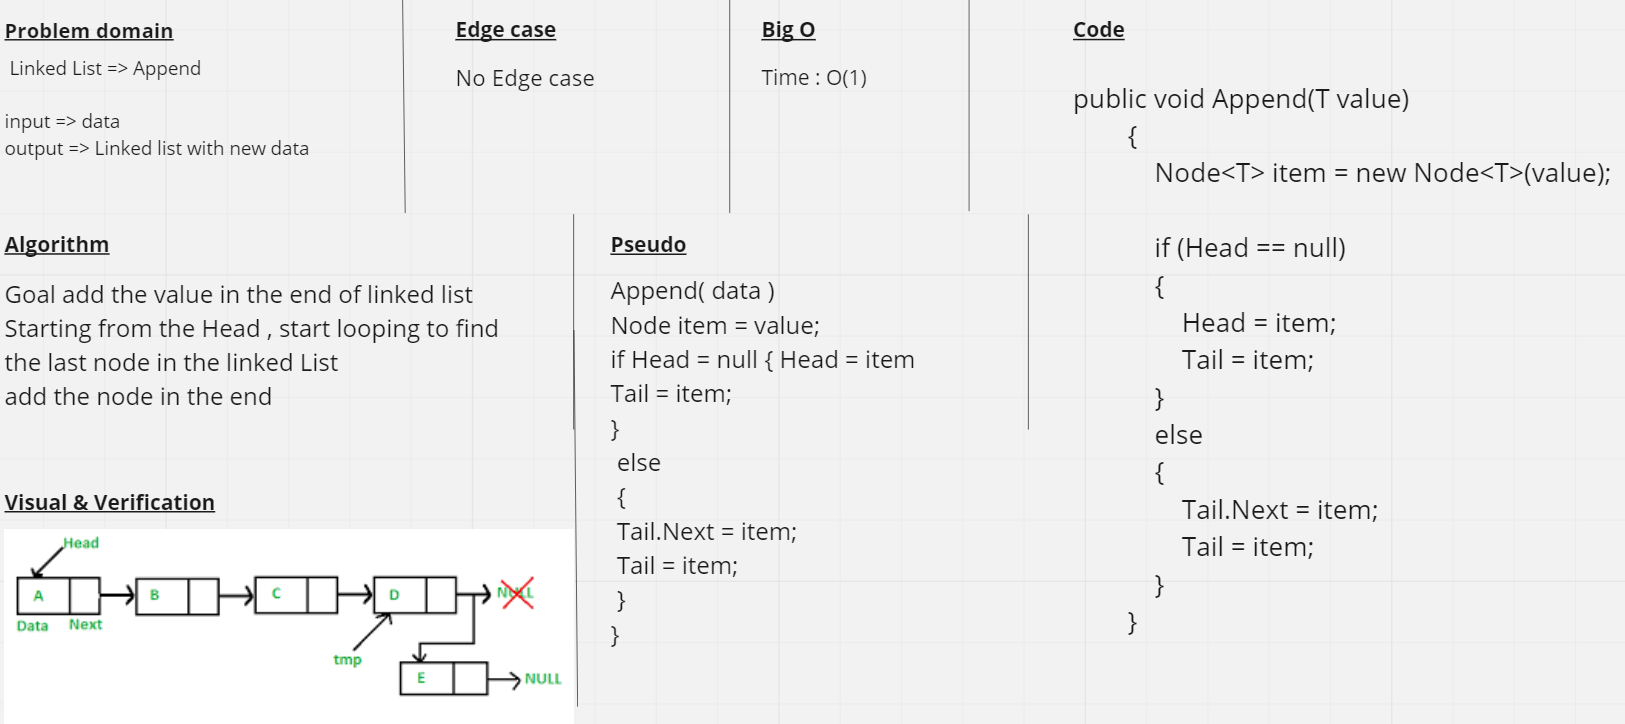 Problem domain
Linked List => Append
input => data
output => Linked list with new data
Edge case
No Edge case
Big O
Time : O(1)
Code
public void Append(T value)
{
Node<T> item = new Node<T>(value);
if (Head == null)
{
Head = item;
Tail = item;
}
else
{
Tail.Next = item;
Tail = item;
}
}
Algorithm
Goal add the value in the end of linked list
Starting from the Head , start looping to find
the last node in the linked List
add the node in the end
Pseudo
Append( data )
Node item = value;
if Head = null { Head = item
Tail = item;
}
else
{
Tail.Next = item;
Tail = item;
}
}
Visual & Verification
Head
A B C D NULL
Data Next
tmp
E NULL